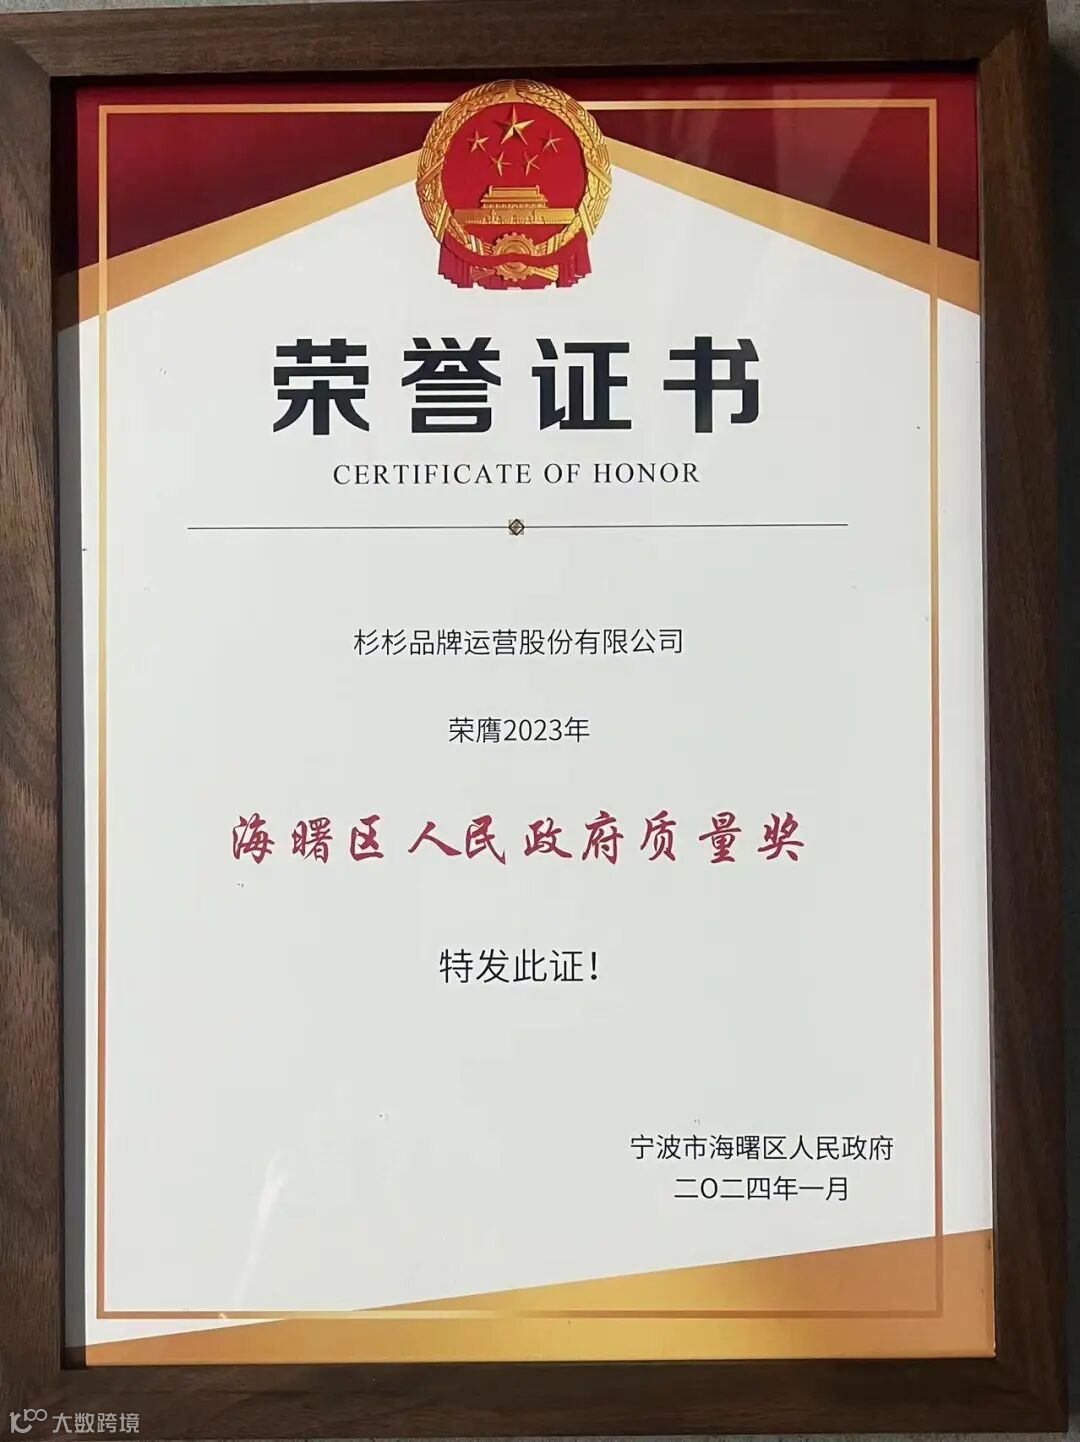 荣誉证书
CERTIFICATE OF HONOR
杉杉品牌运营股份有限公司
荣膺2023年
海曙区人民政府质量奖
特发此证！
宁波市海曙区人民政府
二〇二四年一月
大数跨境